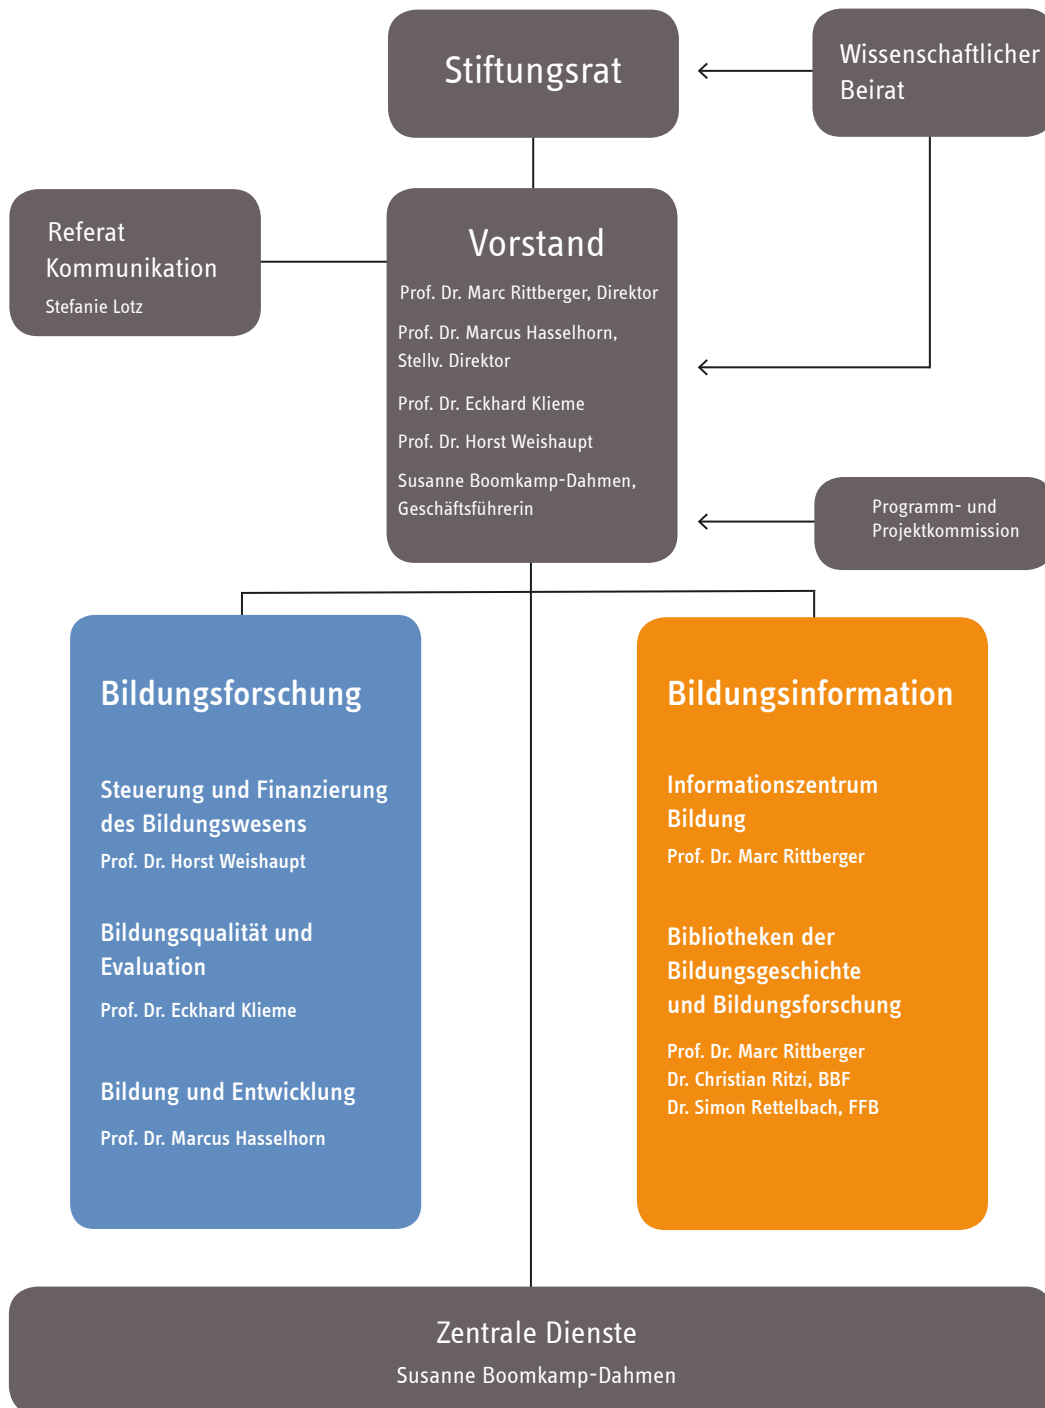 Stiftungsrat
Wissenschaftlicher
Beirat
Referat
Kommunikation
Stefanie Lotz
Vorstand
Prof. Dr. Marc Rittberger, Direktor
Prof. Dr. Marcus Hasselhorn,
Stellv. Direktor
Prof. Dr. Eckhard Klieme
Prof. Dr. Horst Weishaupt
Susanne Boomkamp-Dahmen,
Geschäftsführerin
Programm- und
Projektkommission
Bildungsforschung
Steuerung und Finanzierung
des Bildungswesens
Prof. Dr. Horst Weishaupt
Bildungsqualität und
Evaluation
Prof. Dr. Eckhard Klieme
Bildung und Entwicklung
Prof. Dr. Marcus Hasselhorn
Bildungsinformation
Informationszentrum
Bildung
Prof. Dr. Marc Rittberger
Bibliotheken der
Bildungsgeschichte
und Bildungsforschung
Prof. Dr. Marc Rittberger
Dr. Christian Ritzi, BBF
Dr. Simon Rettelbach, FFB
Zentrale Dienste
Susanne Boomkamp-Dahmen